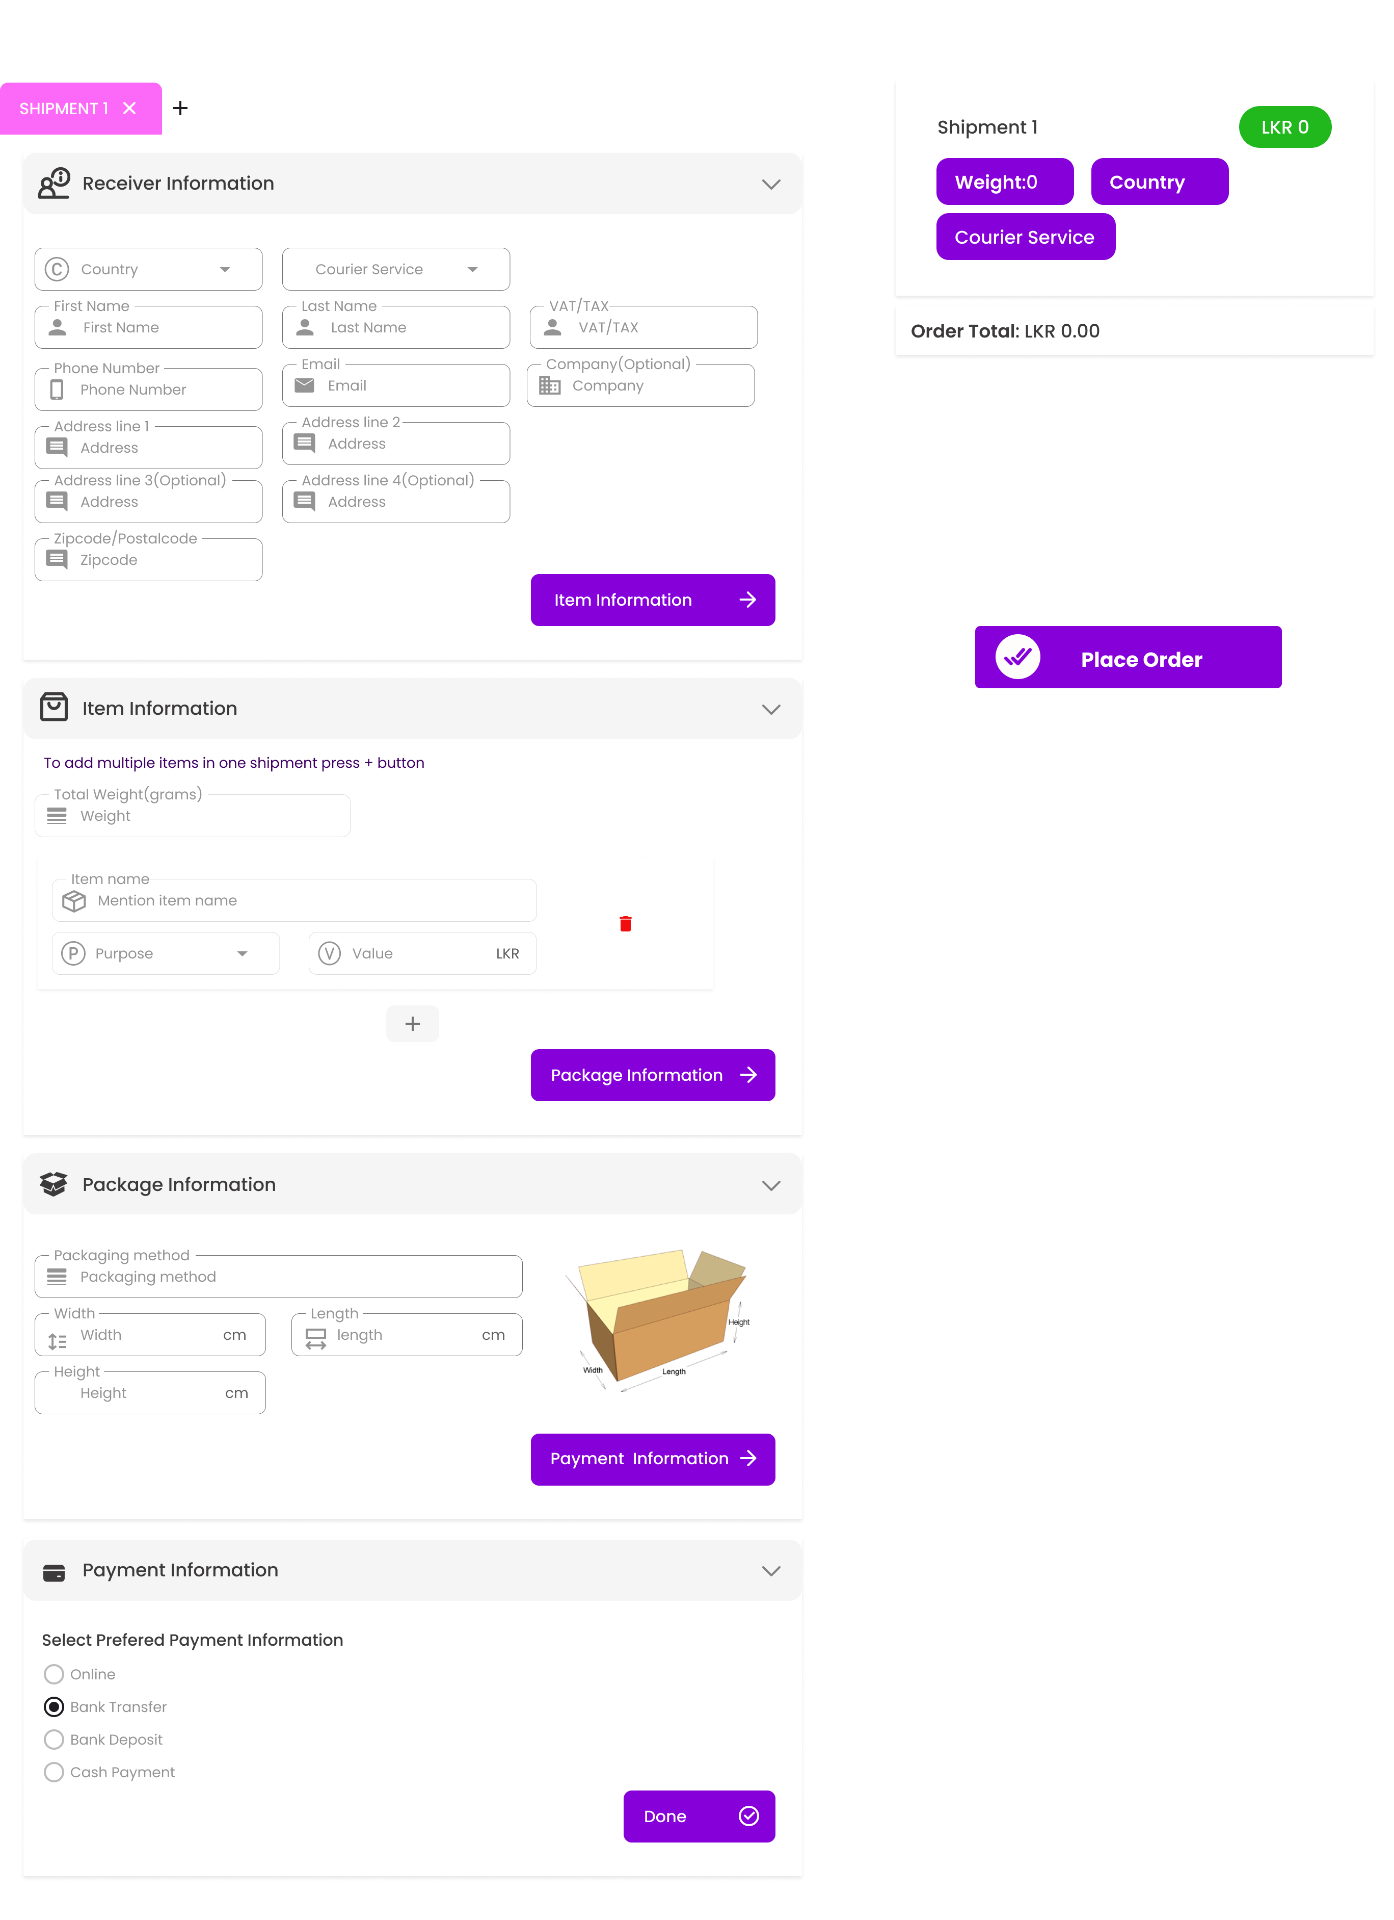 SHIPMENT 1
Receiver Information
C Country
Courier Service
First Name
First Name
Last Name
Last Name
VAT/TAX
VAT/TAX
Phone Number
Phone Number
Email
Email
Company(Optional)
Company
Address line 1
Address
Address line 2
Address
Address line 3(Optional)
Address
Address line 4(Optional)
Address
Zipcode/Postalcode
Zipcode
Item Information
Item Information
To add multiple items in one shipment press + button
Total Weight(grams)
Weight
Item name
Mention item name
P Purpose
V Value LKR
+
Package Information
Package Information
Packaging method
Packaging method
Width
Width cm
Length
length cm
Height
Height cm
Height
Width
Length
Payment Information
Payment Information
Select Prefered Payment Information
Online
Bank Transfer
Bank Deposit
Cash Payment
Done
Shipment 1
LKR 0
Weight:0
Country
Courier Service
Order Total: LKR 0.00
Place Order